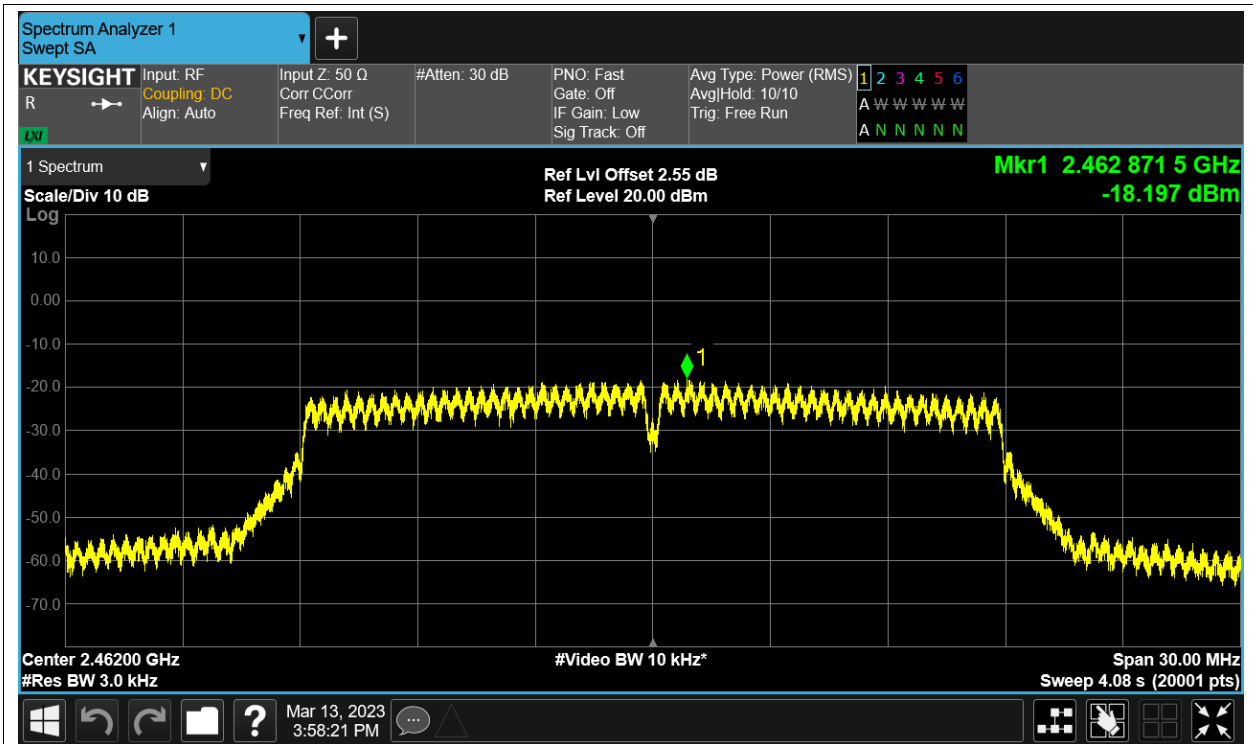 Spectrum Analyzer 1
Swept SA
KEYSIGHT
R
LXI
Input: RF
Coupling: DC
Align: Auto
Input Z: 50 Ω
Corr CCorr
Freq Ref: Int (S)
#Atten: 30 dB
PNO: Fast
Gate: Off
IF Gain: Low
Sig Track: Off
Avg Type: Power (RMS)
Avg|Hold: 10/10
Trig: Free Run
1 2 3 4 5 6
A W W W W W
A N N N N N
1 Spectrum
Scale/Div 10 dB
Log
Ref Lvl Offset 2.55 dB
Ref Level 20.00 dBm
Mkr1 2.462 871 5 GHz
-18.197 dBm
10.0
0.00
-10.0
1
-20.0
-30.0
-40.0
-50.0
-60.0
-70.0
Center 2.46200 GHz
#Res BW 3.0 kHz
#Video BW 10 kHz*
Span 30.00 MHz
Sweep 4.08 s (20001 pts)
?
Mar 13, 2023
3:58:21 PM